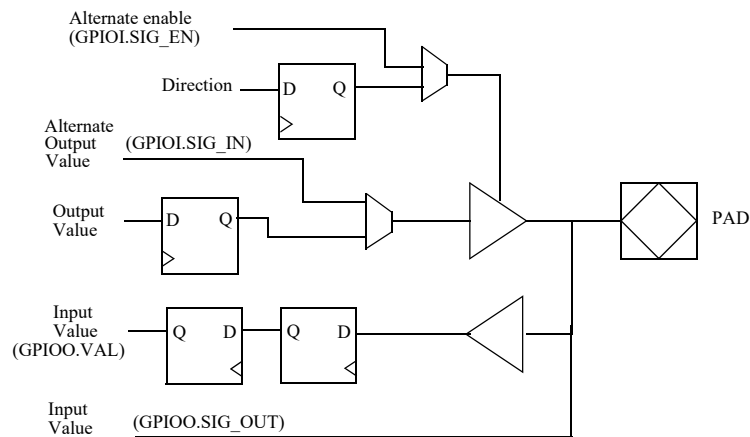 Alternate enable
(GPIOI.SIG_EN)
Direction
D Q
Alternate
Output
Value
(GPIOI.SIG_IN)
Output
Value
D Q
PAD
Input
Value
(GPIOO.VAL)
Q D
Q D
Input
Value
(GPIOO.SIG_OUT)